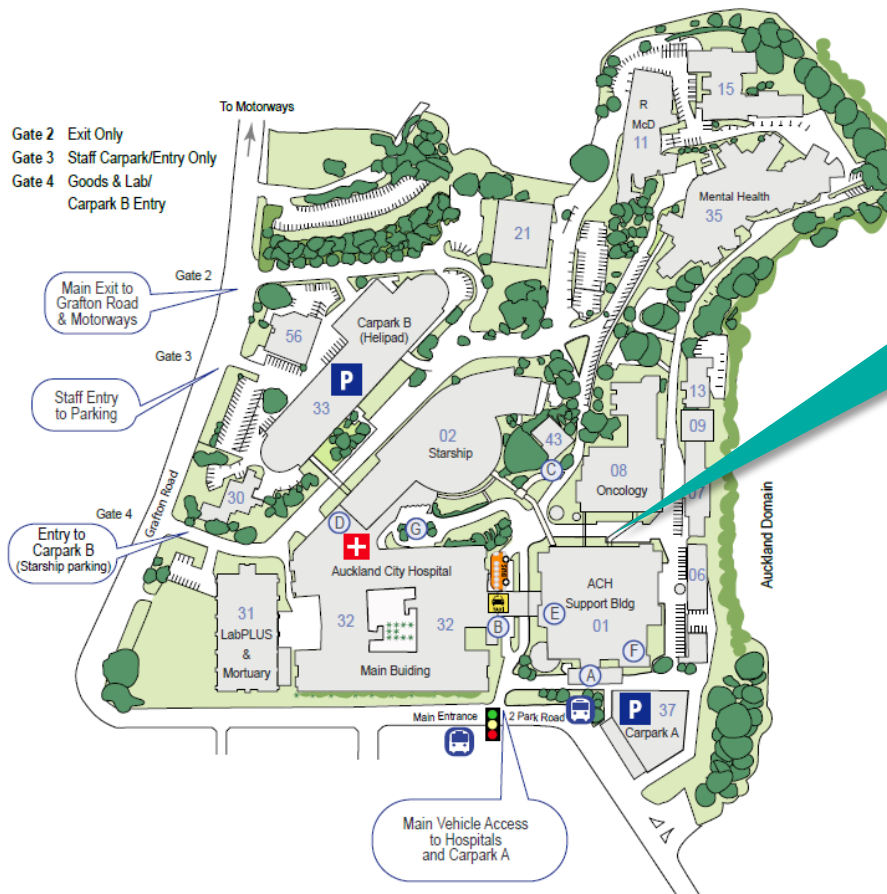 To Motorways
Gate 2 Exit Only
Gate 3 Staff Carpark/Entry Only
Gate 4 Goods & Lab/
Carpark B Entry
15
R
McD
11
Mental Health
35
21
Gate 2
Main Exit to
Grafton Road
& Motorways
Carpark B
(Helipad)
56
Gate 3
P
33
Staff Entry
to Parking
13
09
02
Starship
43
C
08
Oncology
07
30
Grafton Road
Gate 4
D
G
Entry to
Carpark B
(Starship parking)
Auckland Domain
Auckland City Hospital
TAXI
ACH
Support Bldg
01
06
E
31
LabPLUS
&
Mortuary
32
32
B
F
Main Buiding
A
Main Entrance
2 Park Road
P
37
Carpark A
Main Vehicle Access
to Hospitals
and Carpark A